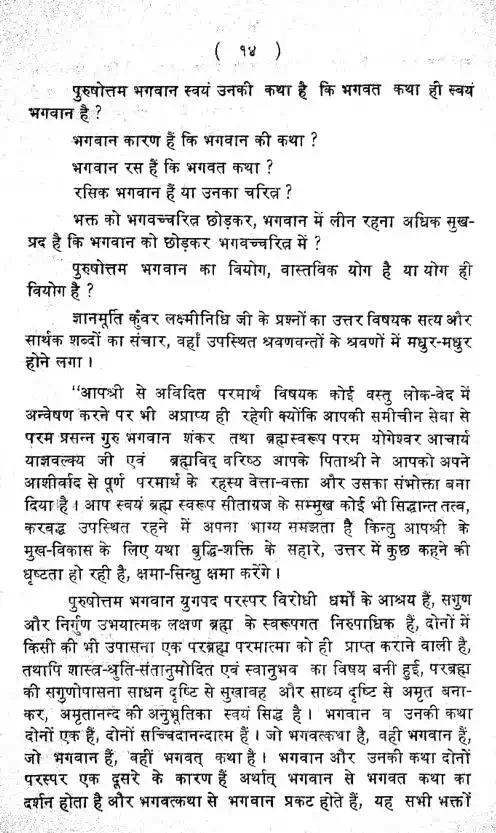 ( १४ )
पुरुषोत्तम भगवान स्वयं उनकी कथा है कि भगवत कथा ही स्वयं
भगवान है ?
भगवान कारण हैं कि भगवान की कथा ?
भगवान रस हैं कि भगवत कथा ?
रसिक भगवान हैं या उनका चरित्र ?
भक्त को भगवच्चरित्र छोड़कर, भगवान में लीन रहना अधिक सुख-
प्रद है कि भगवान को छोड़कर भगवच्चरित्र में ?
पुरुषोत्तम भगवान का वियोग, वास्तविक योग है या योग ही
वियोग है ?
ज्ञानमूर्ति कुँवर लक्ष्मीनिधि जी के प्रश्नों का उत्तर विषयक सत्य और
सार्थक शब्दों का संचार, वहाँ उपस्थित श्रवणवन्तों के श्रवणों में मधुर-मधुर
होने लगा ।
"आपश्री से अविदित परमार्थ विषयक कोई वस्तु लोक-वेद में
अन्वेषण करने पर भी अप्राप्य ही रहेगी क्योंकि आपकी समीचीन सेवा से
परम प्रसन्न गुरु भगवान शंकर तथा ब्रह्मस्वरूप परम योगेश्वर आचार्य
याज्ञवल्क्य जी एवं ब्रह्मविद् वरिष्ठ आपके पिताश्री ने आपको अपने
आशीर्वाद से पूर्ण परमार्थ के रहस्य वेत्ता-वक्ता और उसका संभोक्ता बना
दिया है । आप स्वयं ब्रह्म स्वरूप सीताग्रज के सम्मुख कोई भी सिद्धान्त तत्व,
करबद्ध उपस्थित रहने में अपना भाग्य समझता है किन्तु आपश्री के
मुख-विकास के लिए यथा बुद्धि-शक्ति के सहारे, उत्तर में कुछ कहने की
धृष्टता हो रही है, क्षमा-सिन्धु क्षमा करेंगे ।
पुरुषोत्तम भगवान युगपद परस्पर विरोधी धर्मों के आश्रय हैं, सगुण
और निर्गुण उभयात्मक लक्षण ब्रह्म के स्वरूपगत निरुपाधिक हैं, दोनों में
किसी की भी उपासना एक परब्रह्म परमात्मा को ही प्राप्त कराने वाली है,
तथापि शास्त्र-श्रुति-संतानुमोदित एवं स्वानुभव का विषय बनी हुई, परब्रह्म
की सगुणोपासना साधन दृष्टि से सुखावह और साध्य दृष्टि से अमृत बना-
कर, अमृतानन्द की अनुभूतिका स्वयं सिद्ध है । भगवान व उनकी कथा
दोनों एक हैं, दोनों सच्चिदानन्दात्म हैं । जो भगवत्कथा है, वही भगवान हैं,
जो भगवान हैं, वहीं भगवत् कथा है । भगवान और उनकी कथा दोनों
परस्पर एक दूसरे के कारण हैं अर्थात् भगवान से भगवत कथा का
दर्शन होता है और भगवत्कथा से भगवान प्रकट होते हैं, यह सभी भक्तों